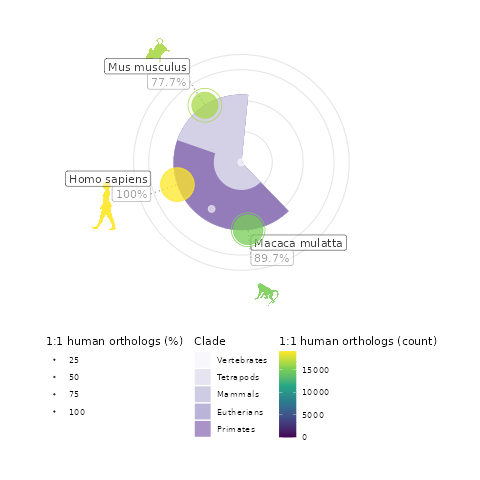 Mus musculus
77.7%
Homo sapiens
100%
Macaca mulatta
89.7%
1:1 human orthologs (%)
25
50
75
100
Clade
Vertebrates
Tetrapods
Mammals
Eutherians
Primates
1:1 human orthologs (count)
15000
10000
5000
0